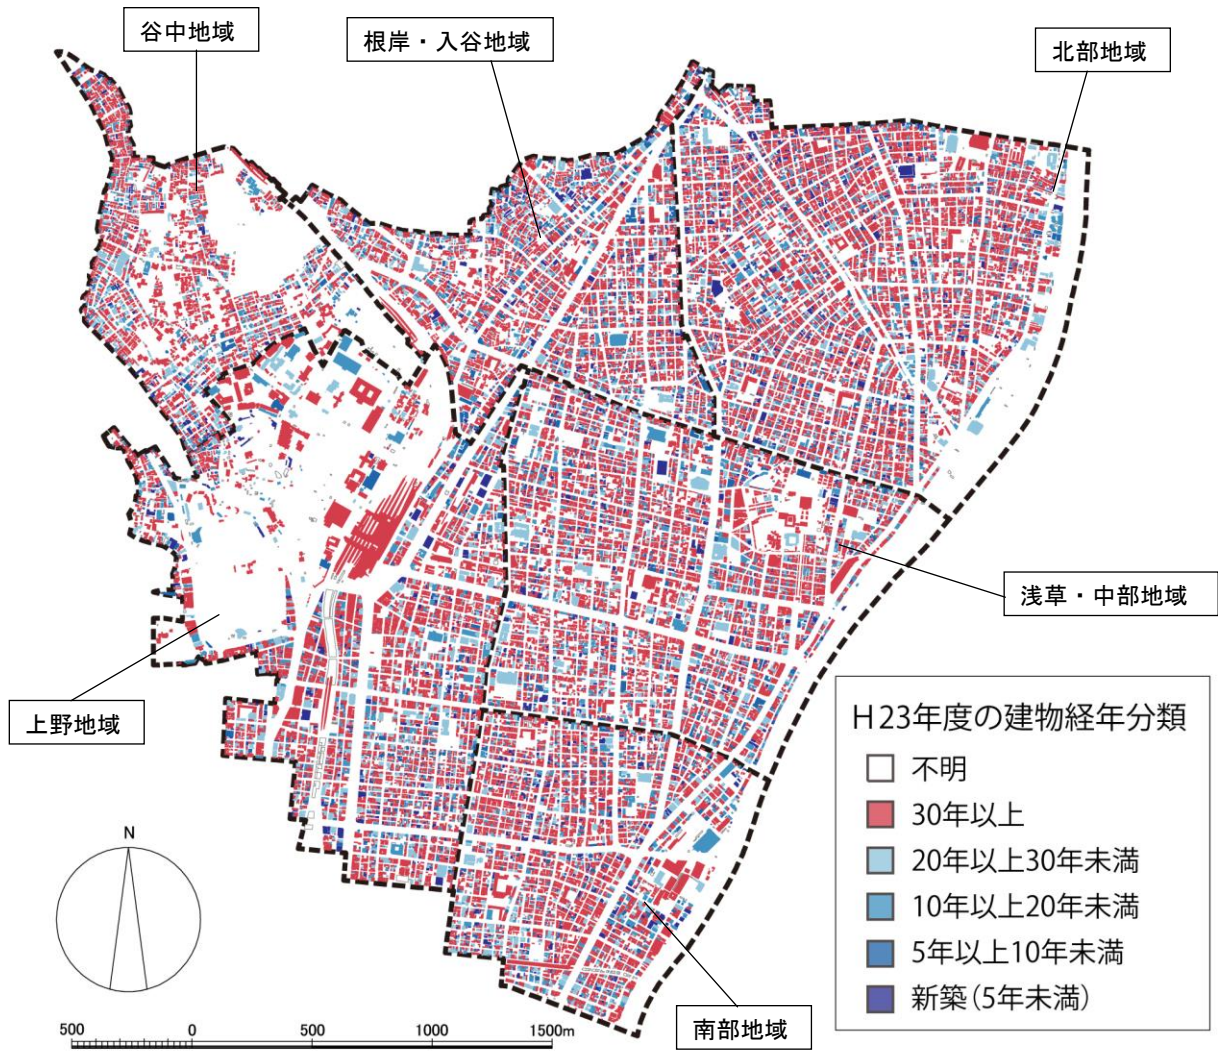 谷中地域
根岸・入谷地域
北部地域
浅草・中部地域
上野地域
南部地域
H23年度の建物経年分類
不明
30年以上
20年以上30年未満
10年以上20年未満
5年以上10年未満
新築(5年未満)
N
500 0 500 1000 1500m